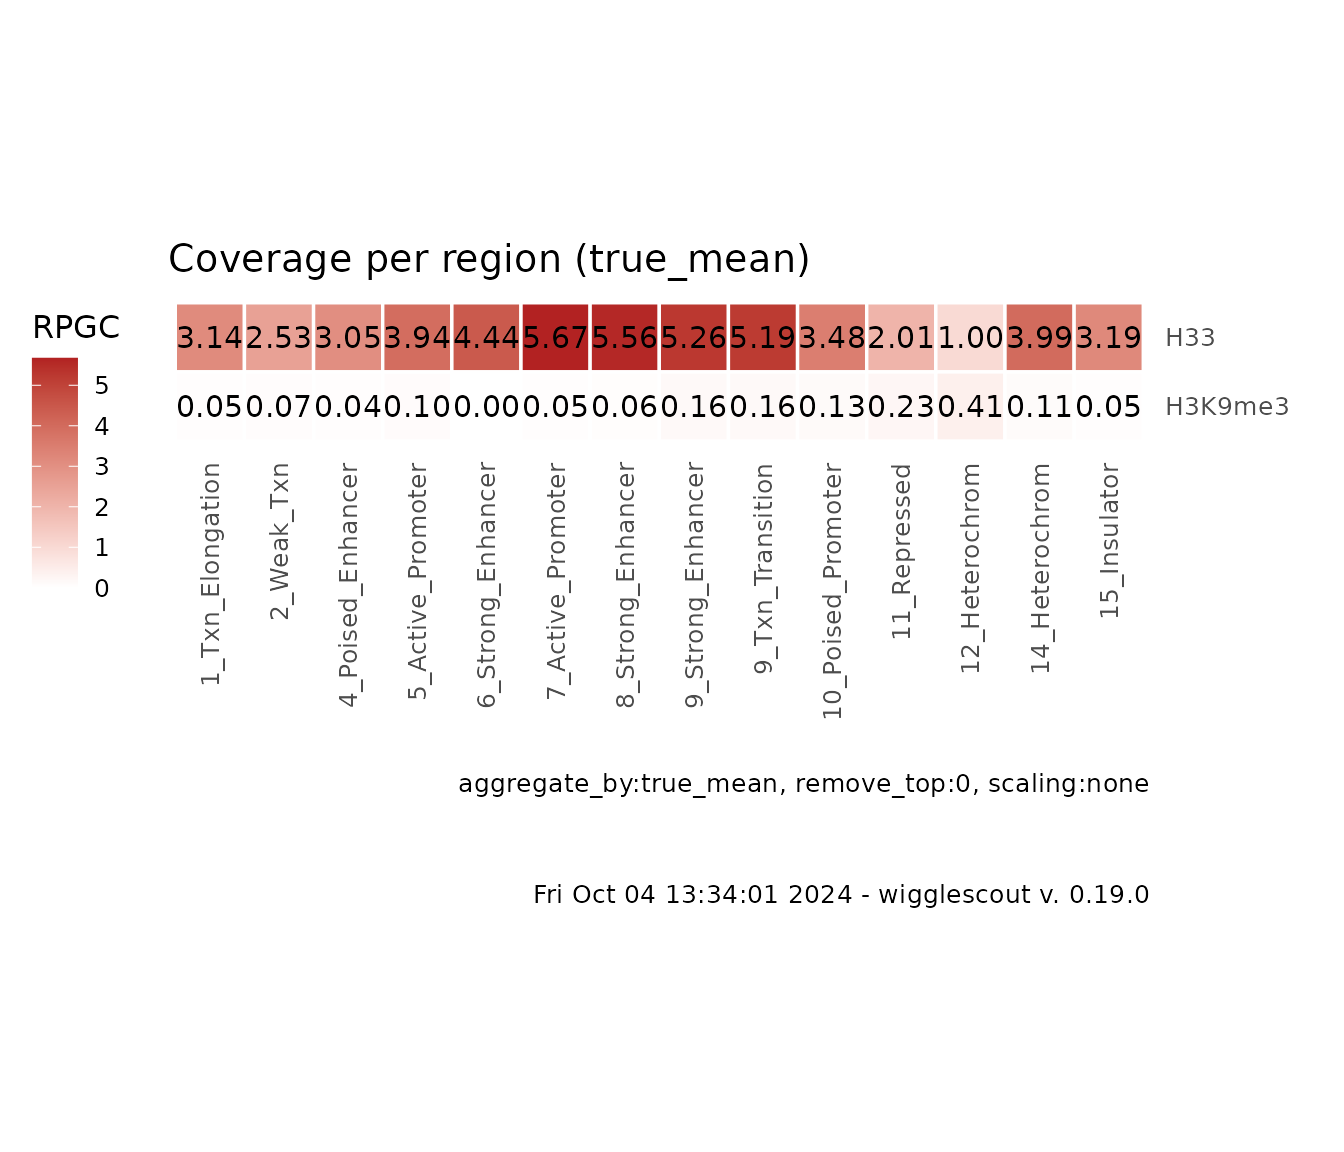 Coverage per region (true_mean)
RPGC
5
4
3
2
1
0
3.14 2.53 3.05 3.94 4.44 5.67 5.56 5.26 5.19 3.48 2.01 1.00 3.99 3.19 H33
0.05 0.07 0.04 0.10 0.00 0.05 0.06 0.16 0.16 0.13 0.23 0.41 0.11 0.05 H3K9me3
1_Txn_Elongation
2_Weak_Txn
4_Poised_Enhancer
5_Active_Promoter
6_Strong_Enhancer
7_Active_Promoter
8_Strong_Enhancer
9_Strong_Enhancer
9_Txn_Transition
10_Poised_Promoter
11_Repressed
12_Heterochrom
14_Heterochrom
15_Insulator
aggregate_by:true_mean, remove_top:0, scaling:none
Fri Oct 04 13:34:01 2024 - wigglescout v. 0.19.0